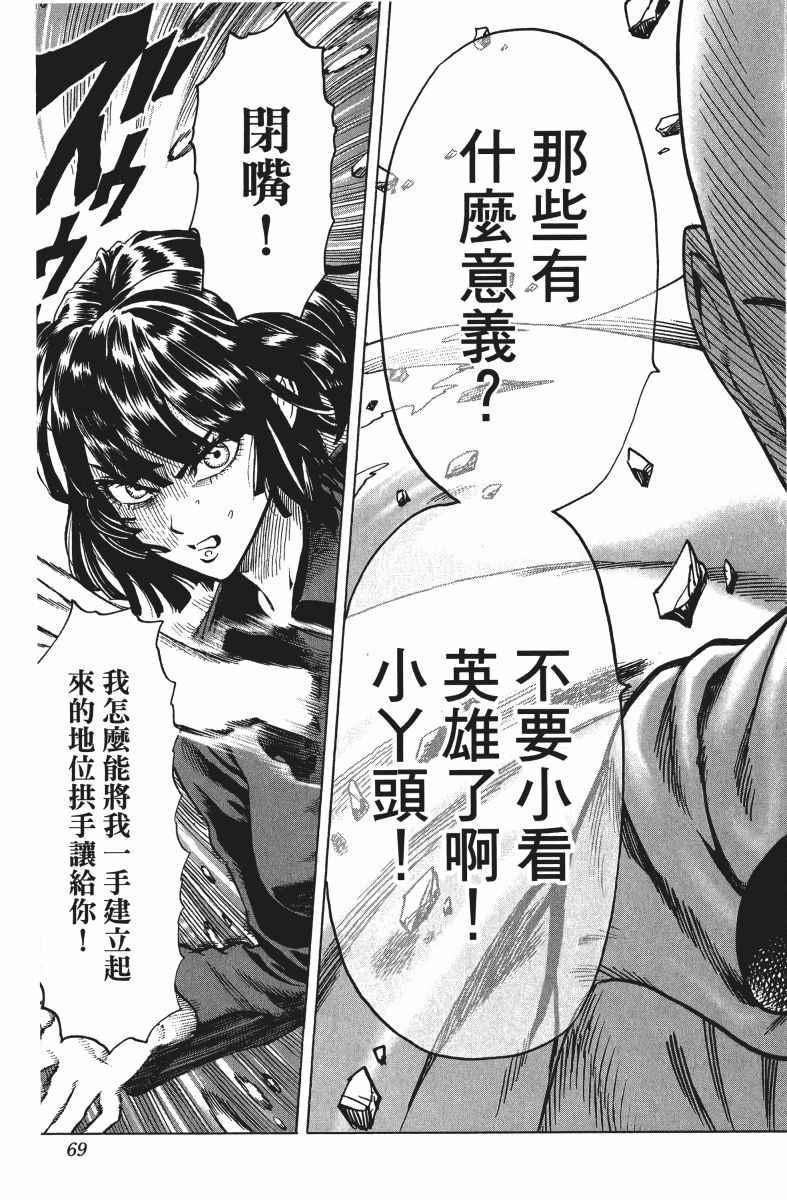 那些有
什麼意義？
不要小看
英雄了啊！
小丫頭！
閉嘴！
ズズゥゥ
我怎麼能將我一手建立起
來的地位拱手讓給你！
69